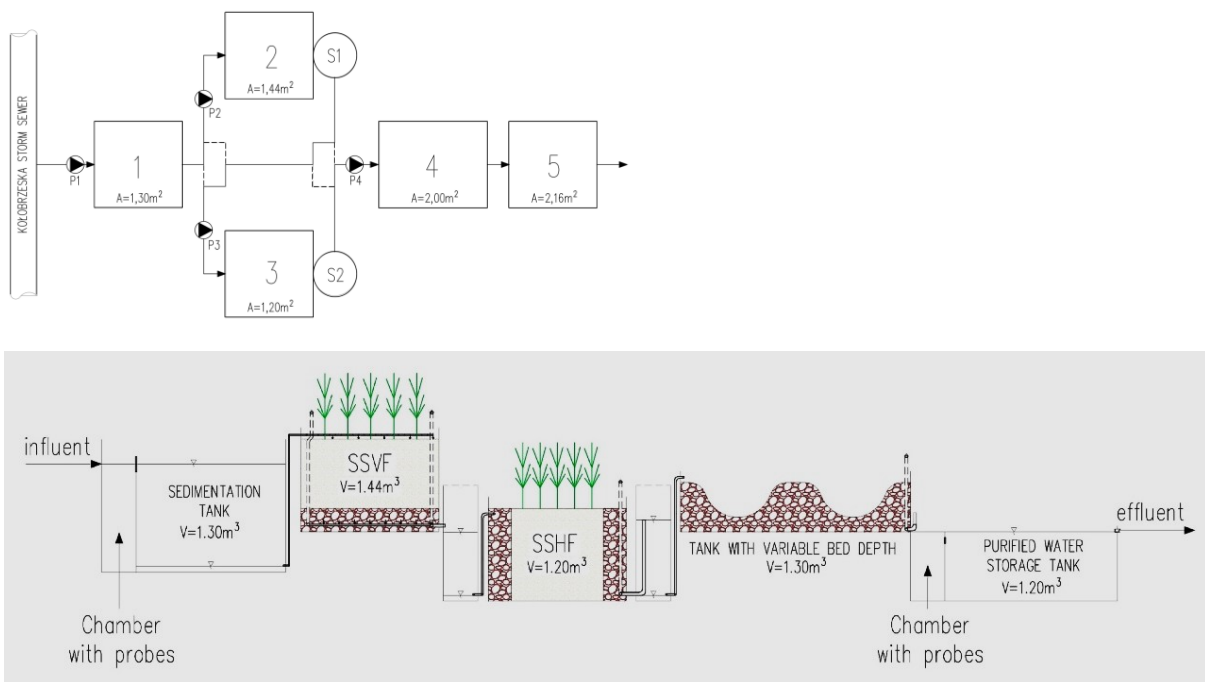 KOŁOBRZESKA STORM SEWER
P1
1
A=1,30m²
P2
2
A=1,44m²
S1
P3
3
A=1,20m²
S2
P4
4
A=2,00m²
5
A=2,16m²
influent
SEDIMENTATION
TANK
V=1.30m³
Chamber
with probes
SSVF
V=1.44m³
SSHF
V=1.20m³
TANK WITH VARIABLE BED DEPTH
V=1.30m³
effluent
PURIFIED WATER
STORAGE TANK
V=1.20m³
Chamber
with probes